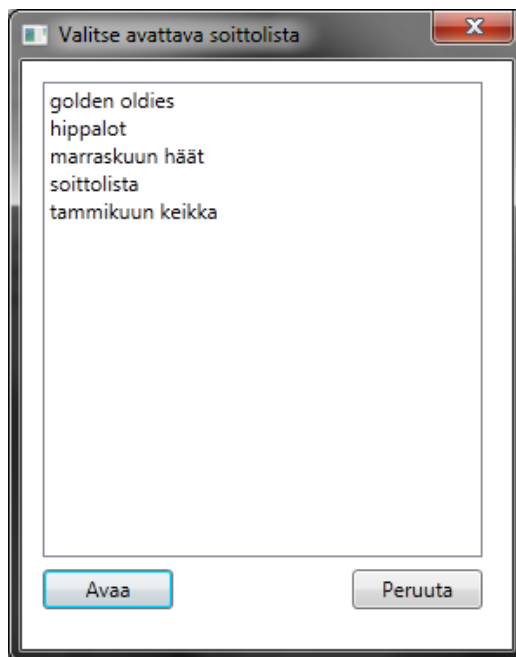 Valitse avattava soittolista
golden oldies
hippalot
marraskuun häät
soittolista
tammikuun keikka
Avaa
Peruuta